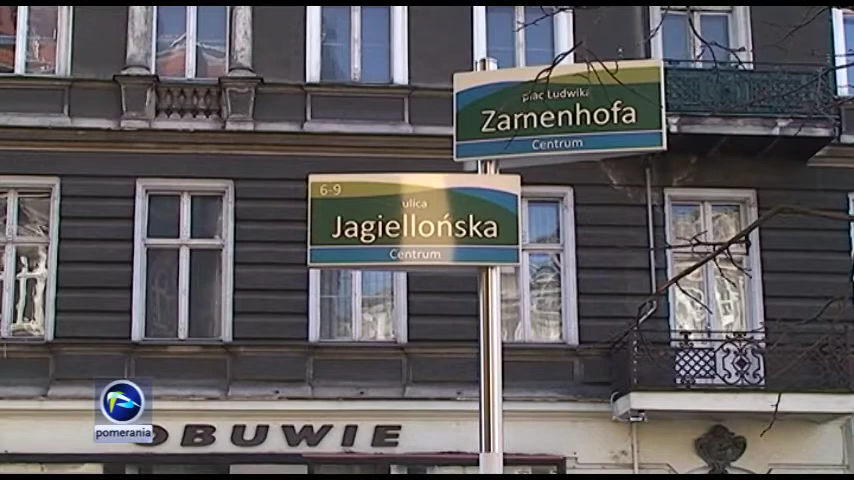 plac Ludwika
Zamenhofa
Centrum
6-9
ulica
Jagiellońska
Centrum
pomerania
OBUWIE